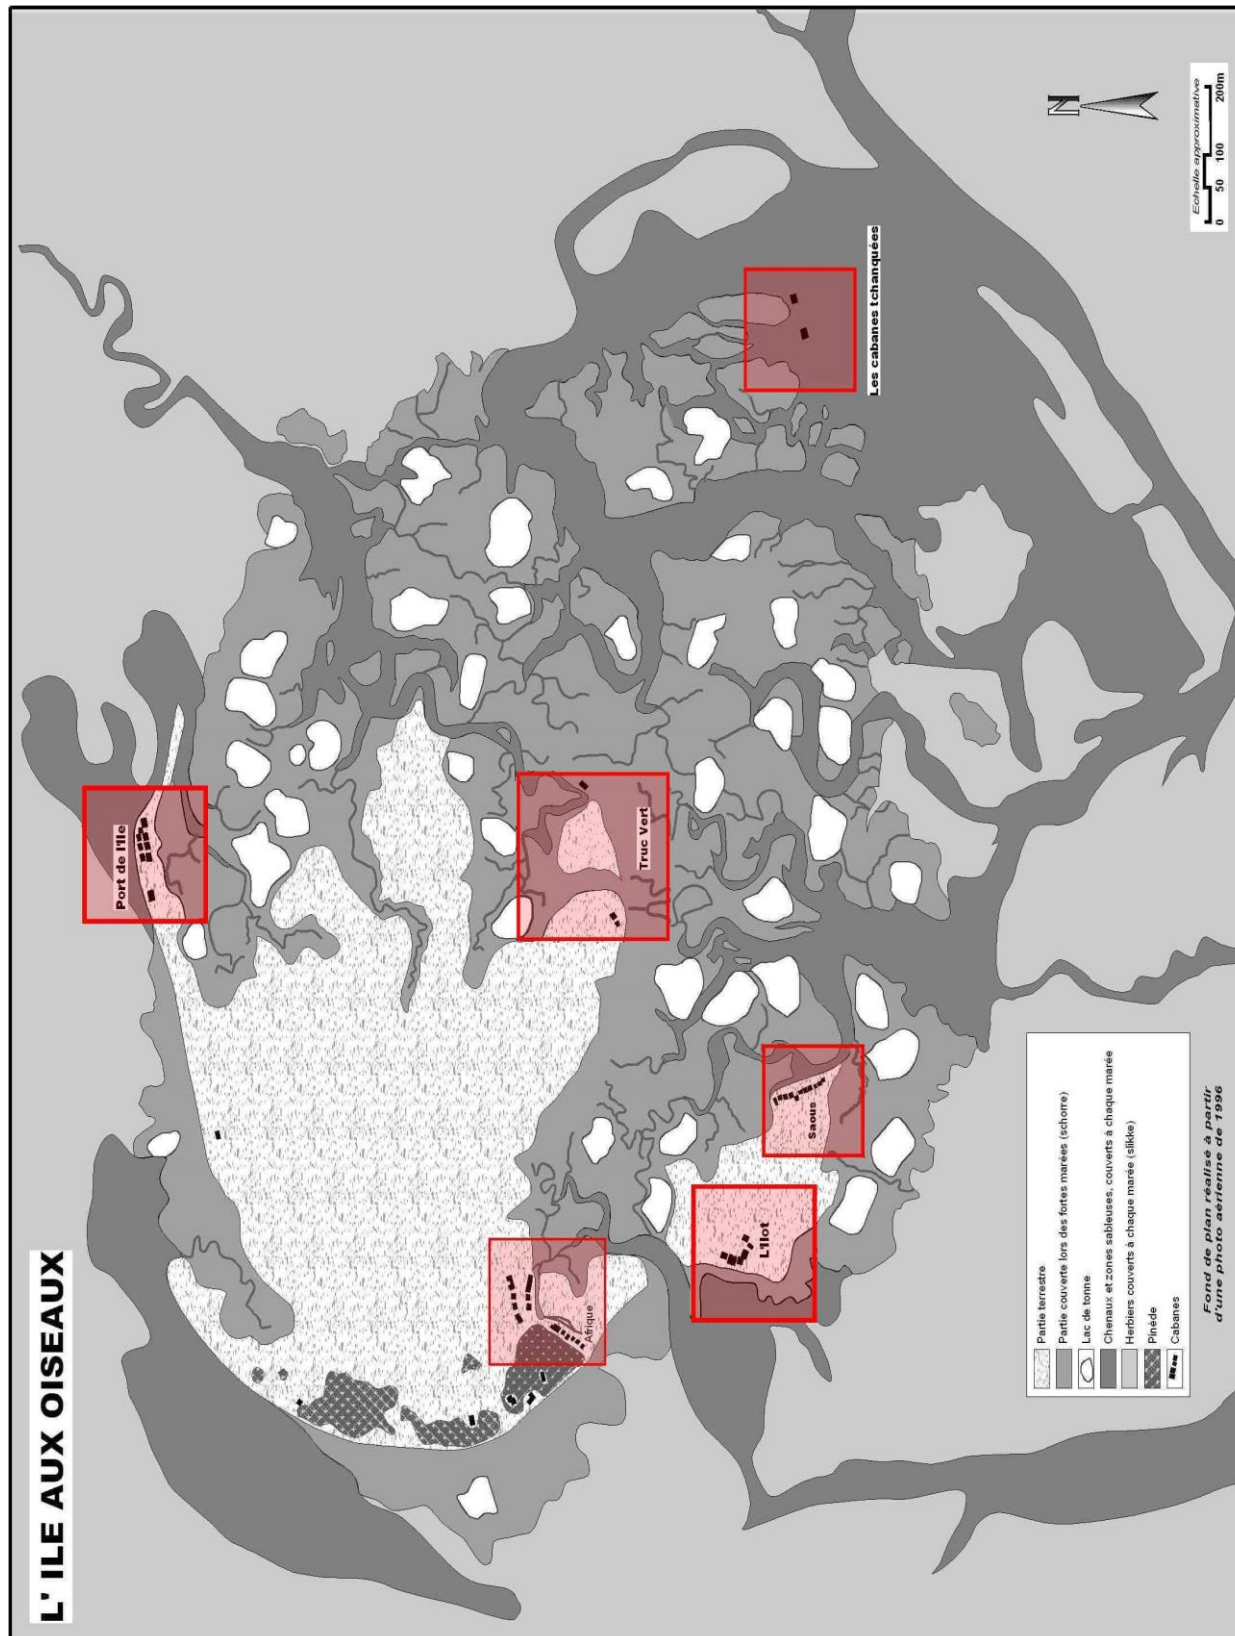 L' ILE AUX OISEAUX
Port de l'Ile
Truc Vert
Les cabanes tchanquées
Afrique
L'Ilot
Saous
Partie terrestre
Partie couverte lors des fortes marées (schorre)
Lac de tonne
Chenaux et zones sableuses, couverts à chaque marée
Herbiers couverts à chaque marée (slikke)
Pinède
Cabanes
Fond de plan réalisé à partir
d'une photo aérienne de 1996
N
Echelle approximative
0 50 100 200m